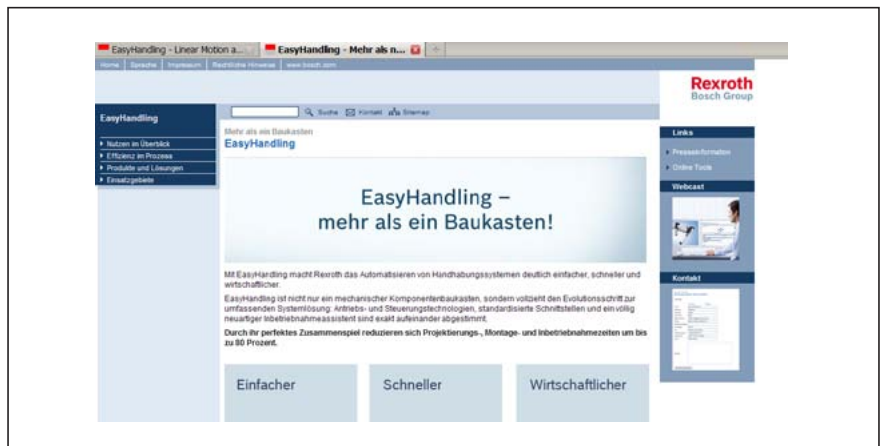 EasyHandling - Linear Motion a...
EasyHandling - Mehr als n...
Home | Sprache | Impressum | Rechtliche Hinweise | www.bosch.com
Rexroth
Bosch Group
EasyHandling
Suche Kontakt Sitemap
Nutzen im Überblick
Effizienz im Prozess
Produkte und Lösungen
Einsatzgebiete
Mehr als ein Baukasten
EasyHandling
EasyHandling –
mehr als ein Baukasten!
Mit EasyHandling macht Rexroth das Automatisieren von Handhabungssystemen deutlich einfacher, schneller und
wirtschaftlicher.
EasyHandling ist nicht nur ein mechanischer Komponentenbaukasten, sondern vollzieht den Evolutionsschritt zur
umfassenden Systemlösung: Antriebs- und Steuerungstechnologien, standardisierte Schnittstellen und ein völlig
neuartiger Inbetriebnahmeassistent sind exakt aufeinander abgestimmt.
Durch ihr perfektes Zusammenspiel reduzieren sich Projektierungs-, Montage- und Inbetriebnahmezeiten um bis
zu 80 Prozent.
Einfacher
Schneller
Wirtschaftlicher
Links
Presseinformation
Online Tools
Webcast
Kontakt